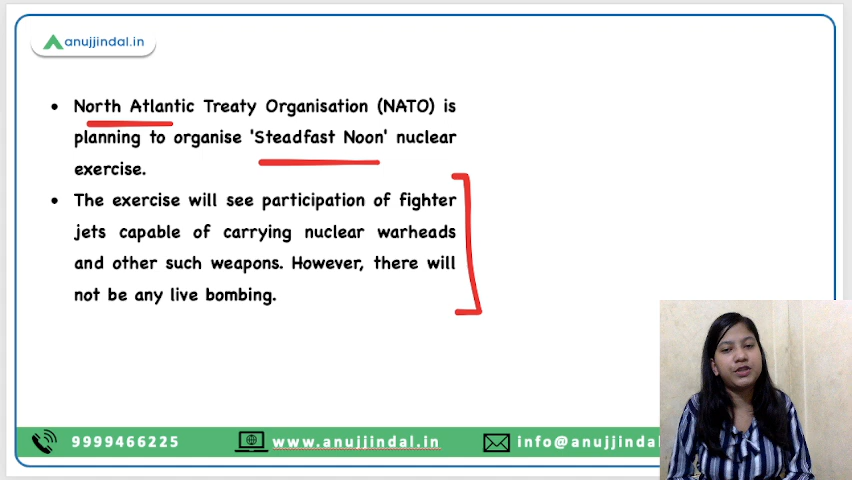 anujjindal.in
• North Atlantic Treaty Organisation (NATO) is
planning to organise 'Steadfast Noon' nuclear
exercise.
• The exercise will see participation of fighter
jets capable of carrying nuclear warheads
and other such weapons. However, there will
not be any live bombing.
9999466225 www.anujjindal.in info@anujjindal